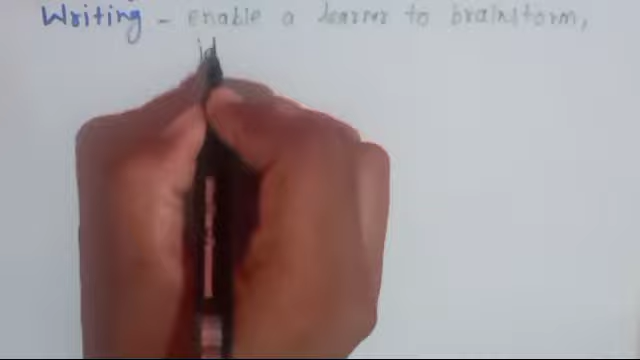 Writing - enable a learner to brainstorm,